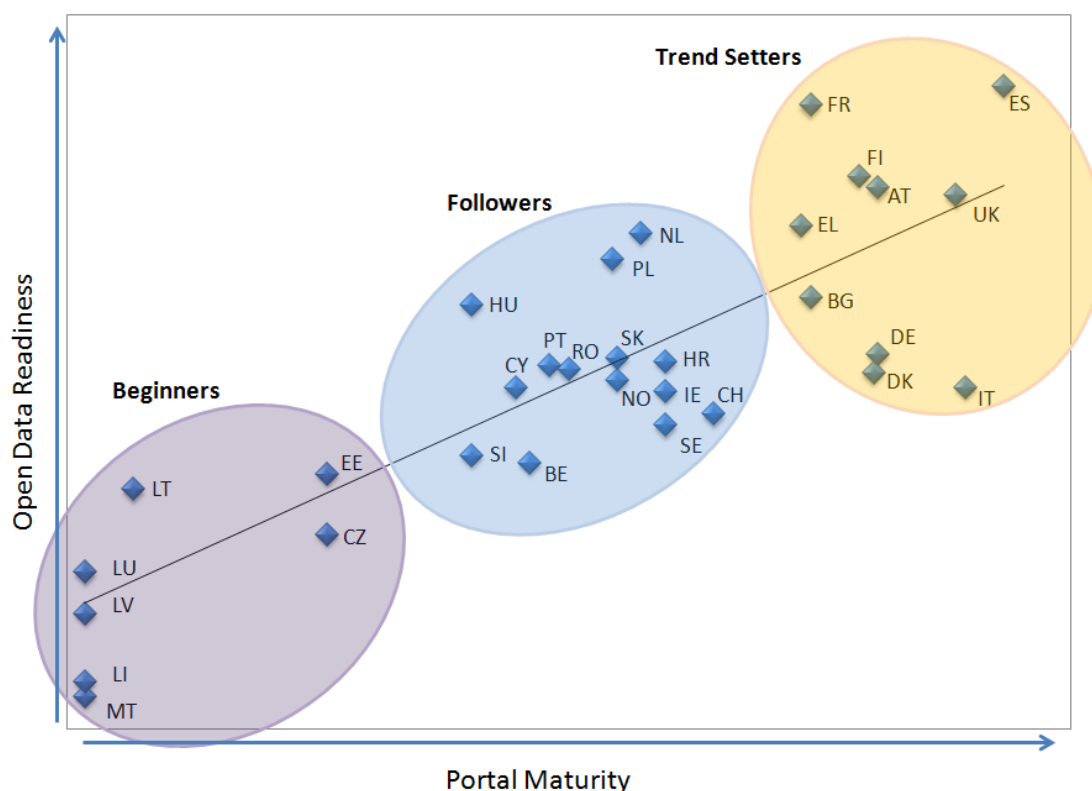 Trend Setters
ES
FR
FI
AT
UK
Followers
EL
NL
PL
BG
HU
SK
PT
RO
HR
DE
CY
DK
NO
IE
CH
IT
Beginners
SE
SI
BE
EE
LT
CZ
LU
LV
LI
MT
Open Data Readiness
Portal Maturity